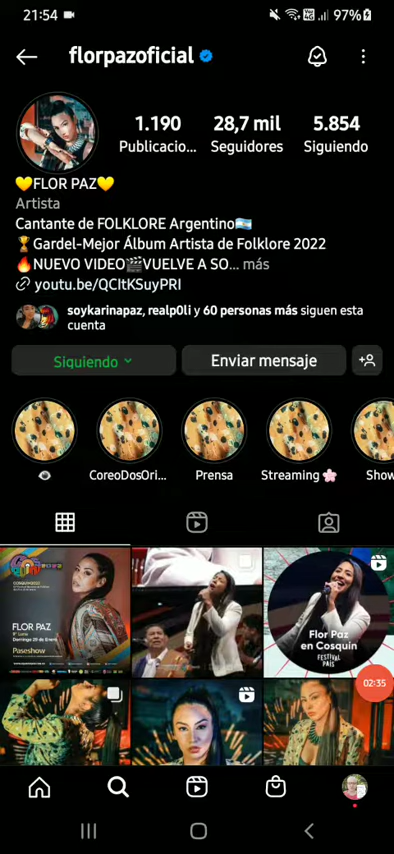 21:54
97%
florpazoficial
1.190
28,7 mil
5.854
Publicacio...
Seguidores
Siguiendo
💛FLOR PAZ💛
Artista
Cantante de FOLKLORE Argentino🇦🇷
🏆Gardel-Mejor Álbum Artista de Folklore 2022
🔥NUEVO VIDEO🎬VUELVE A SO... más
youtu.be/QCltKSuyPRI
soykarinapaz, realp0li y 60 personas más siguen esta
cuenta
Siguiendo
Enviar mensaje
👁
CoreoDosOri...
Prensa
Streaming 🌸
Show
FLOR PAZ
Domingo 29 de Enero
Paseshow
Flor Paz
en Cosquín
FESTIVAL
PAÍS
02:35